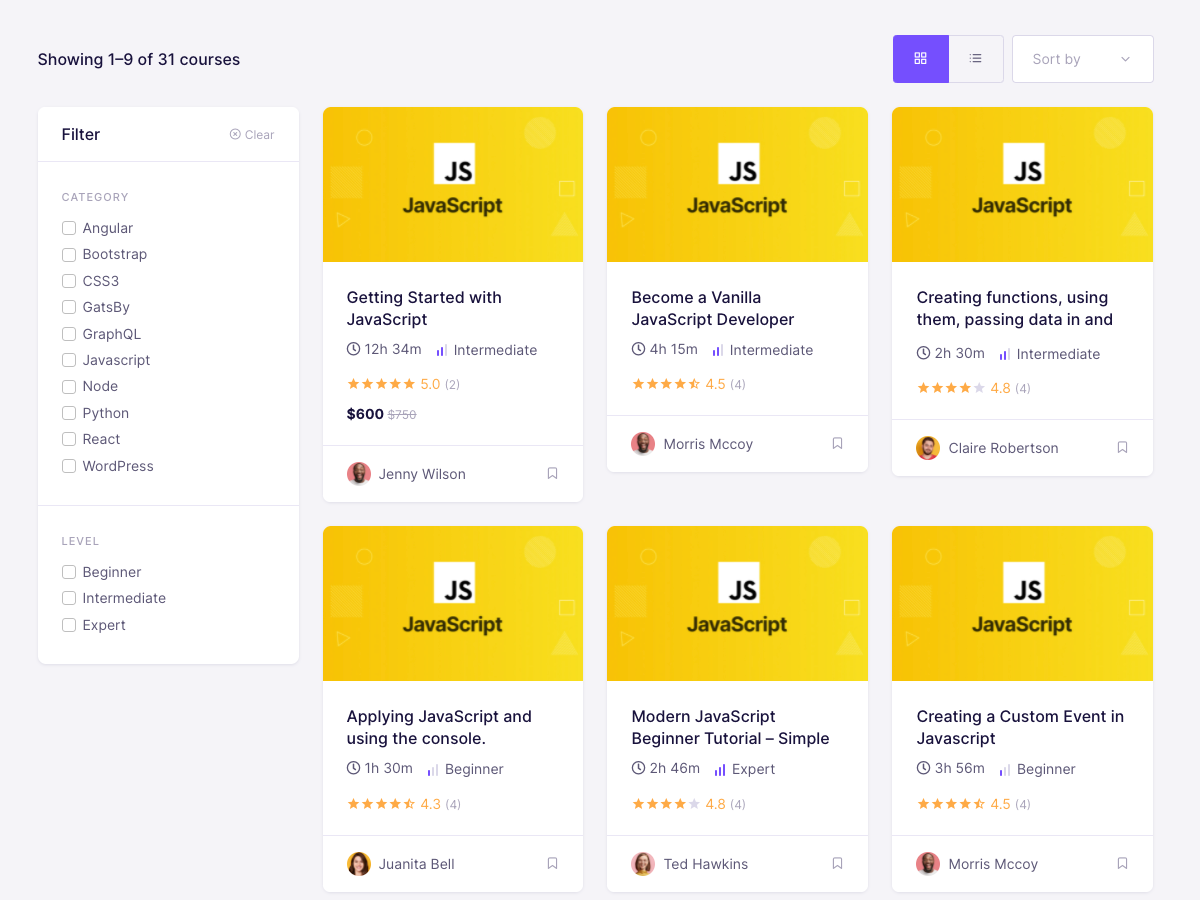 Showing 1–9 of 31 courses
Sort by
Filter
Clear
CATEGORY
Angular
Bootstrap
CSS3
GatsBy
GraphQL
Javascript
Node
Python
React
WordPress
LEVEL
Beginner
Intermediate
Expert
JS
JavaScript
Getting Started with
JavaScript
12h 34m Intermediate
5.0 (2)
$600 $750
Jenny Wilson
JS
JavaScript
Become a Vanilla
JavaScript Developer
4h 15m Intermediate
4.5 (4)
Morris Mccoy
JS
JavaScript
Creating functions, using
them, passing data in and
2h 30m Intermediate
4.8 (4)
Claire Robertson
JS
JavaScript
Applying JavaScript and
using the console.
1h 30m Beginner
4.3 (4)
Juanita Bell
JS
JavaScript
Modern JavaScript
Beginner Tutorial – Simple
2h 46m Expert
4.8 (4)
Ted Hawkins
JS
JavaScript
Creating a Custom Event in
Javascript
3h 56m Beginner
4.5 (4)
Morris Mccoy